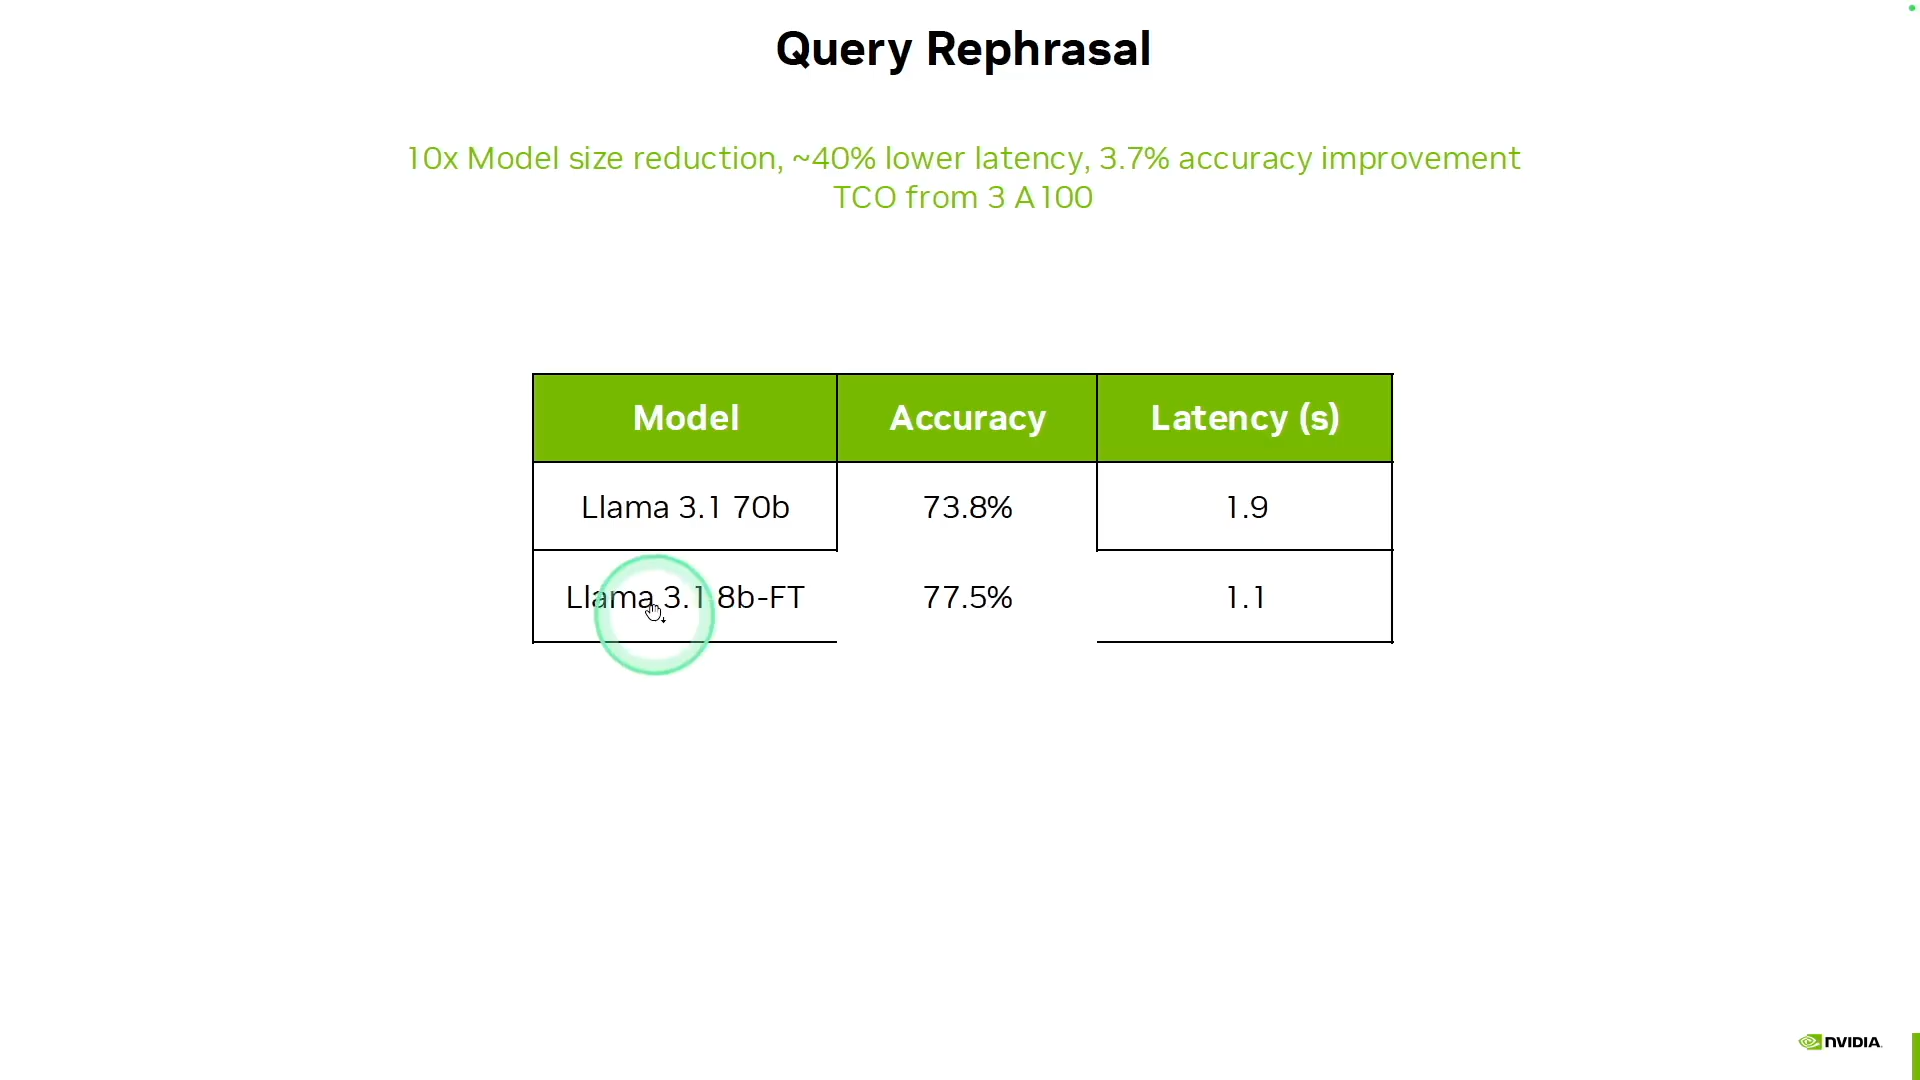 Query Rephrasal
10x Model size reduction, ~40% lower latency, 3.7% accuracy improvement
TCO from 3 A100
Model Accuracy Latency (s)
Llama 3.1 70b 73.8% 1.9
Llama 3.1 8b-FT 77.5% 1.1
NVIDIA